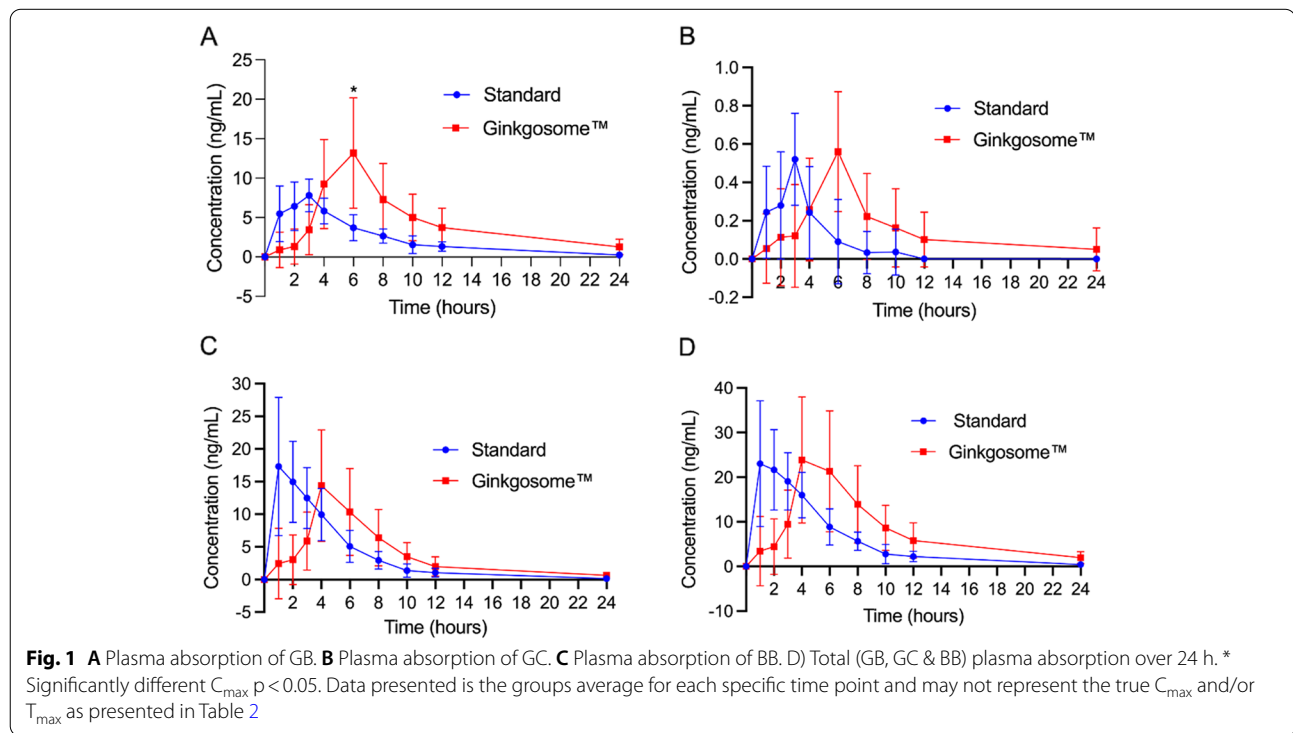 A
B
25
20
15
10
5
0
-5
Concentration (ng/mL)
*
Standard
Ginkgosome™
2 4 6 8 10 12 14 16 18 20 22 24
Time (hours)
1.0
0.8
0.6
0.4
0.2
0.0
-0.2
Concentration (ng/mL)
Standard
Ginkgosome™
2 4 6 8 10 12 14 16 18 20 22 24
Time (hours)
C
D
30
25
20
15
10
5
0
-5
Concentration (ng/mL)
Standard
Ginkgosome™
2 4 6 8 10 12 14 16 18 20 22 24
Time (hours)
40
30
20
10
0
-10
Concentration (ng/mL)
Standard
Ginkgosome™
2 4 6 8 10 12 14 16 18 20 22 24
Time (hours)
Fig. 1 A Plasma absorption of GB. B Plasma absorption of GC. C Plasma absorption of BB. D) Total (GB, GC & BB) plasma absorption over 24 h. *
Significantly different Cmax p < 0.05. Data presented is the groups average for each specific time point and may not represent the true Cmax and/or
Tmax as presented in Table 2